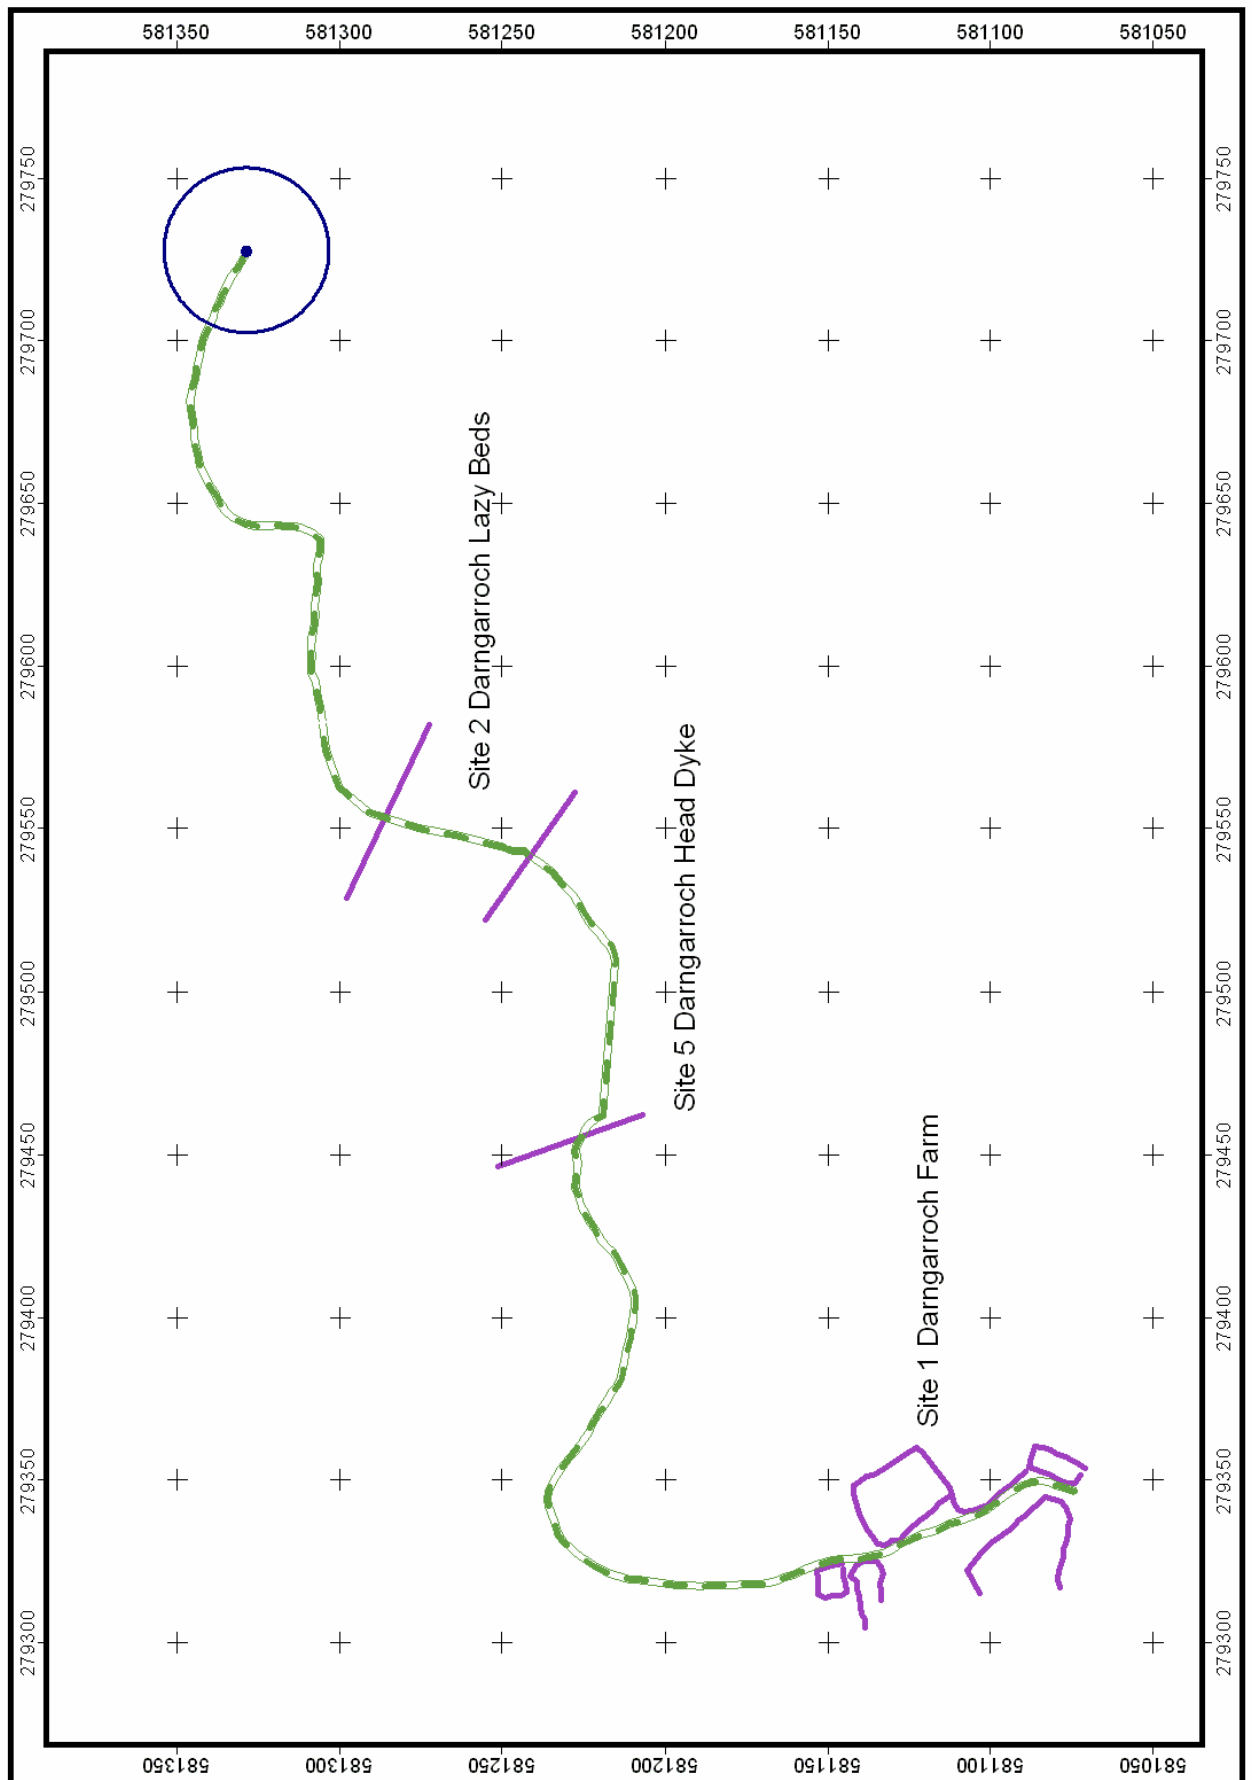 581350 581300 581250 581200 581150 581100 581050
279750 279750
279700 279700
279650 279650
Site 2 Darngarroch Lazy Beds
279600 279600
279550 279550
Site 5 Darngarroch Head Dyke
279500 279500
279450 279450
Site 1 Darngarroch Farm
279400 279400
279350 279350
279300 279300
581350 581300 581250 581200 581150 581100 581050